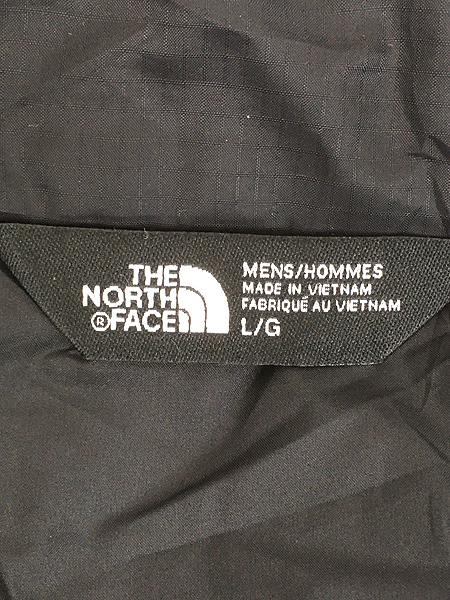 THE
NORTH
®FACE
MENS/HOMMES
MADE IN VIETNAM
FABRIQUÉ AU VIETNAM
L/G